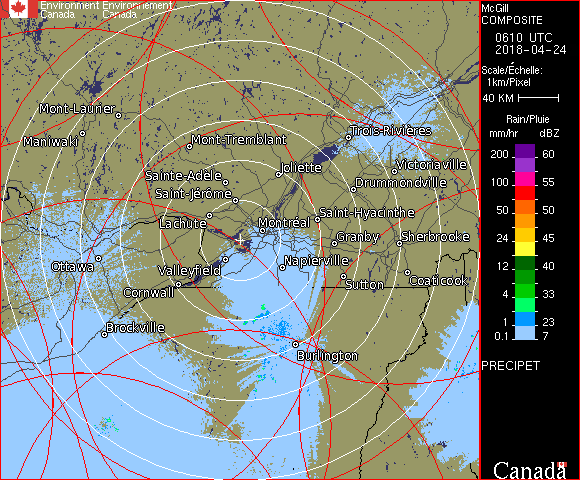 Environment Environnement
Canada Canada
McGill
COMPOSITE
0610 UTC
2018-04-24
Scale/Échelle:
1km/Pixel
40 KM
Rain/Pluie
mm/hr dBZ
200 60
100 55
50 50
24 45
12 40
4 33
1 23
0.1 7
PRECIPET
Canada
Mont-Laurier
Maniwaki
Mont-Tremblant
Trois-Rivières
Sainte-Adèle
Joliette
Victoriaville
Saint-Jérôme
Drummondville
Lachute
Montréal
Saint-Hyacinthe
Granby
Sherbrooke
Ottawa
Valleyfield
Napierville
Cornwall
Sutton
Coaticook
Brockville
Burlington